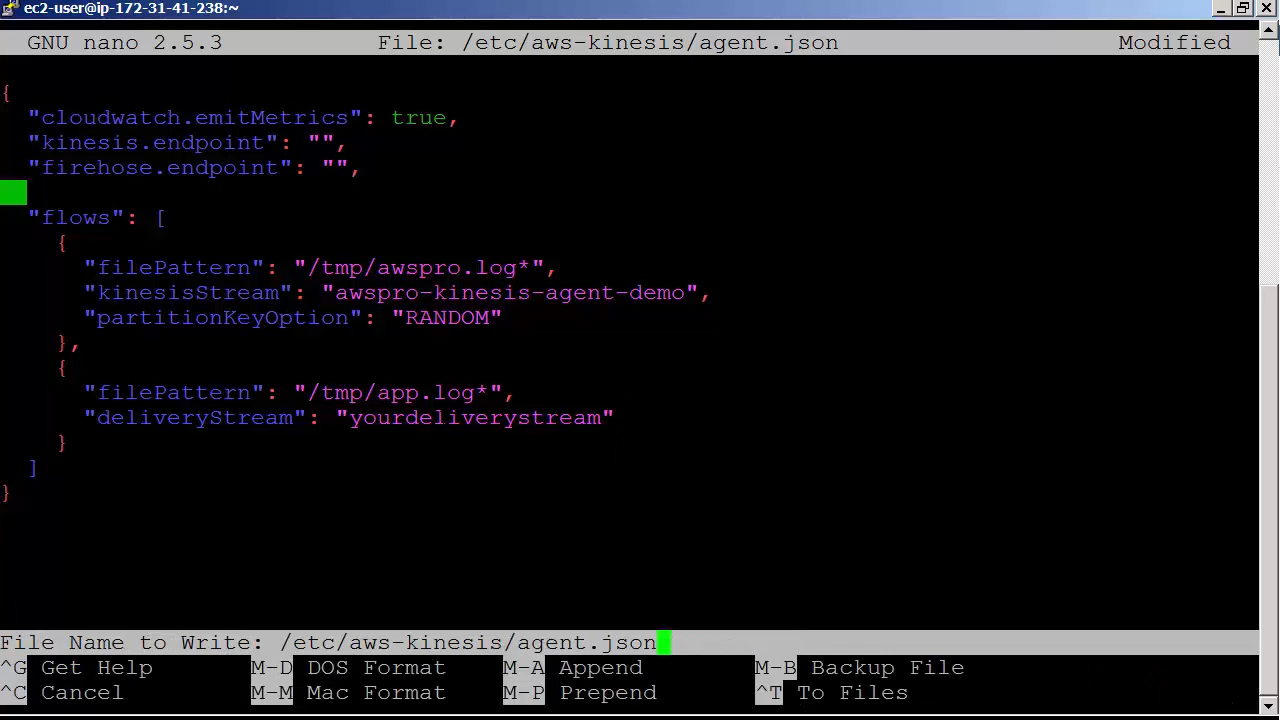 ec2-user@ip-172-31-41-238:~
GNU nano 2.5.3 File: /etc/aws-kinesis/agent.json Modified
{
"cloudwatch.emitMetrics": true,
"kinesis.endpoint": "",
"firehose.endpoint": "",
"flows": [
{
"filePattern": "/tmp/awspro.log*",
"kinesisStream": "awspro-kinesis-agent-demo",
"partitionKeyOption": "RANDOM"
},
{
"filePattern": "/tmp/app.log*",
"deliveryStream": "yourdeliverystream"
}
]
}
File Name to Write: /etc/aws-kinesis/agent.json
^G Get Help M-D DOS Format M-A Append M-B Backup File
^C Cancel M-M Mac Format M-P Prepend ^T To Files